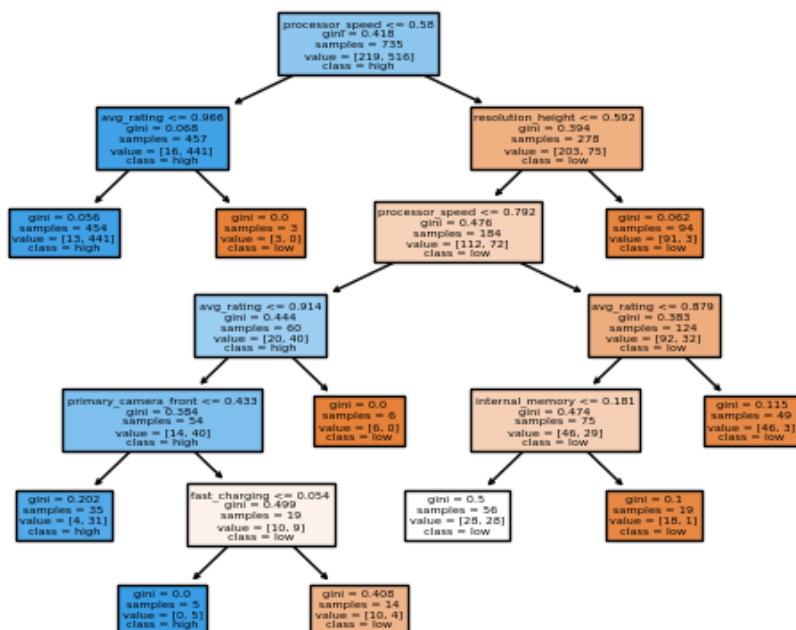 processor_speed <= 0.58
gini = 0.418
samples = 735
value = [219, 516]
class = high
avg_rating <= 0.966
gini = 0.068
samples = 457
value = [16, 441]
class = high
resolution_height <= 0.592
gini = 0.394
samples = 278
value = [203, 75]
class = low
gini = 0.056
samples = 454
value = [13, 441]
class = high
gini = 0.0
samples = 3
value = [3, 0]
class = low
processor_speed <= 0.792
gini = 0.476
samples = 184
value = [112, 72]
class = low
gini = 0.062
samples = 94
value = [91, 3]
class = low
avg_rating <= 0.914
gini = 0.444
samples = 60
value = [20, 40]
class = high
avg_rating <= 0.879
gini = 0.383
samples = 124
value = [92, 32]
class = low
primary_camera_front <= 0.433
gini = 0.384
samples = 54
value = [14, 40]
class = high
gini = 0.0
samples = 6
value = [6, 0]
class = low
internal_memory <= 0.181
gini = 0.474
samples = 75
value = [46, 29]
class = low
gini = 0.115
samples = 49
value = [46, 3]
class = low
gini = 0.202
samples = 35
value = [4, 31]
class = high
fast_charging <= 0.054
gini = 0.499
samples = 19
value = [10, 9]
class = low
gini = 0.5
samples = 56
value = [28, 28]
class = low
gini = 0.1
samples = 19
value = [18, 1]
class = low
gini = 0.0
samples = 5
value = [0, 5]
class = high
gini = 0.408
samples = 14
value = [10, 4]
class = low